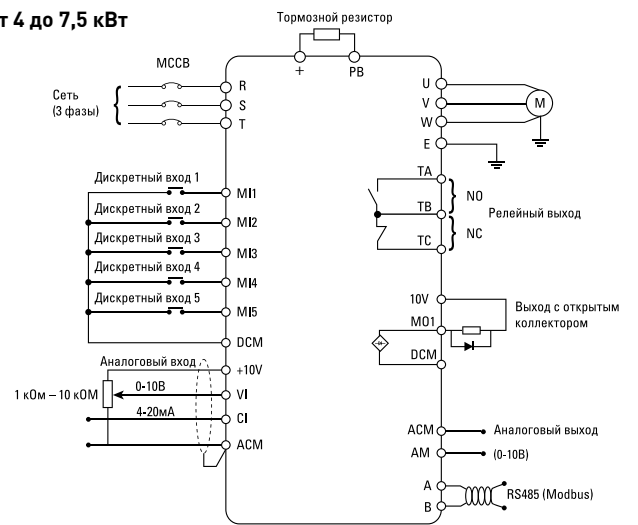 т 4 до 7,5 кВт
Тормозной резистор
+
PB
МССВ
Сеть
(3 фазы)
R
S
T
U
V
W
M
E
TA
TB
TC
NO
NC
Релейный выход
Дискретный вход 1
MI1
Дискретный вход 2
MI2
Дискретный вход 3
MI3
Дискретный вход 4
MI4
Дискретный вход 5
MI5
DCM
10V
MO1
DCM
Выход с открытым
коллектором
Аналоговый вход
+10V
1 кОм – 10 кОМ
0-10В
VI
4-20мА
CI
ACM
ACM
Аналоговый выход
AM
(0-10В)
A
B
RS485 (Modbus)